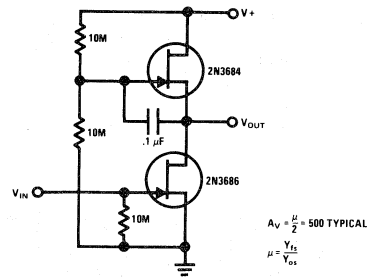 V+
10M
2N3684
10M
.1 μF
VOUT
2N3686
VIN
10M
AV = μ/2 = 500 TYPICAL
μ = Yfs/Yos